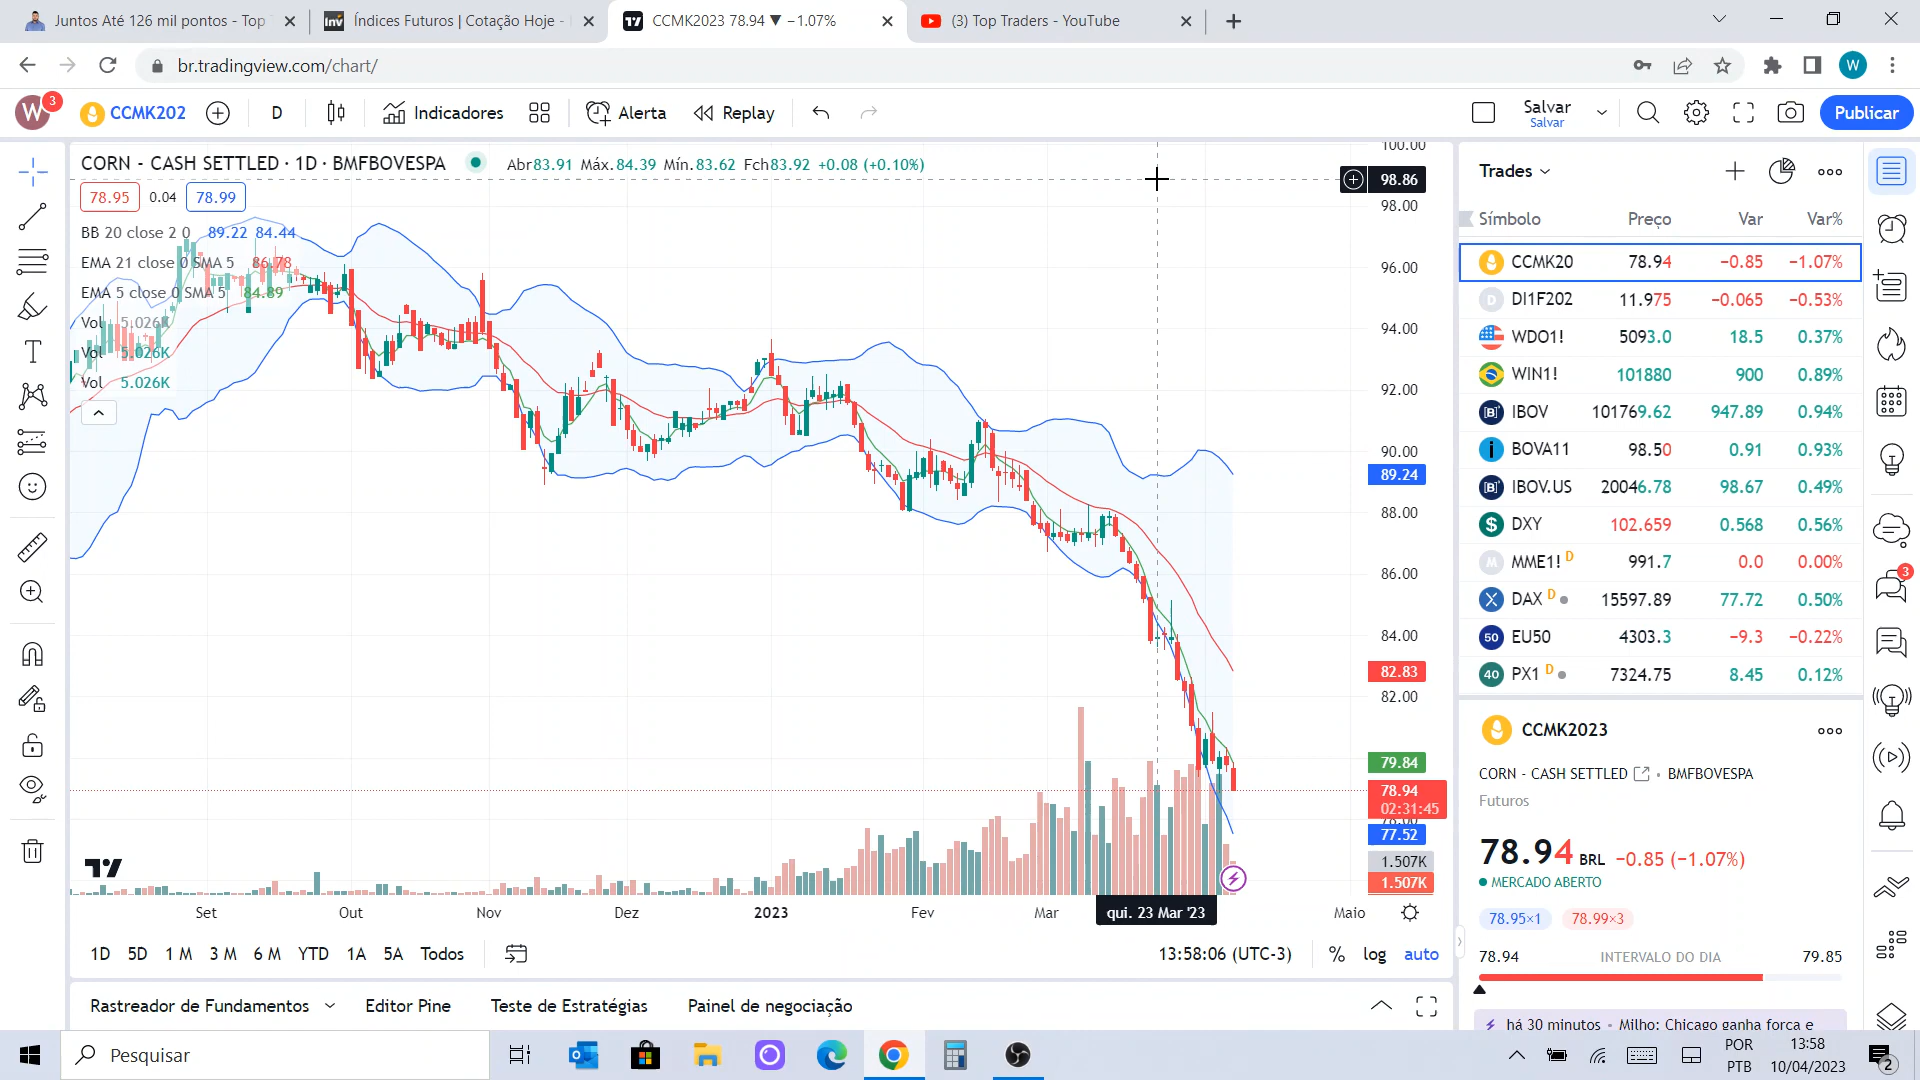 Juntos Até 126 mil pontos - Top
Índices Futuros | Cotação Hoje -
CCMK2023 78.94 ▼ −1.07%
(3) Top Traders - YouTube
br.tradingview.com/chart/
W
W 3
CCMK202
D
Indicadores
Alerta
Replay
Salvar
Salvar
Publicar
CORN - CASH SETTLED · 1D · BMFBOVESPA
Abr83.91 Máx.84.39 Mín.83.62 Fch83.92 +0.08 (+0.10%)
78.95 0.04 78.99
BB 20 close 2 0 89.22 84.44
EMA 21 close 0 SMA 5 86.78
EMA 5 close 0 SMA 5 84.89
Vol 5.026K
Vol 5.026K
Vol 5.026K
100.00
98.86
98.00
96.00
94.00
92.00
90.00
89.24
88.00
86.00
84.00
82.83
82.00
79.84
78.94
02:31:45
78.00
77.52
1.507K
1.507K
Set Out Nov Dez 2023 Fev Mar qui. 23 Mar '23 Maio
1D 5D 1 M 3 M 6 M YTD 1A 5A Todos
13:58:06 (UTC-3) % log auto
Rastreador de Fundamentos Editor Pine Teste de Estratégias Painel de negociação
Trades
Símbolo Preço Var Var%
CCMK20 78.94 −0.85 −1.07%
D DI1F202 11.975 −0.065 −0.53%
WDO1! 5093.0 18.5 0.37%
WIN1! 101880 900 0.89%
[B] IBOV 101769.62 947.89 0.94%
i BOVA11 98.50 0.91 0.93%
[B] IBOV.US 20046.78 98.67 0.49%
$ DXY 102.659 0.568 0.56%
M MME1! D 991.7 0.0 0.00%
X DAX D 15597.89 77.72 0.50%
50 EU50 4303.3 −9.3 −0.22%
40 PX1 D 7324.75 8.45 0.12%
3
CCMK2023
CORN - CASH SETTLED • BMFBOVESPA
Futuros
78.94 BRL −0.85 (−1.07%)
MERCADO ABERTO
78.95×1 78.99×3
78.94 INTERVALO DO DIA 79.85
há 30 minutos • Milho: Chicago ganha força e
Pesquisar
POR
PTB
13:58
10/04/2023
2